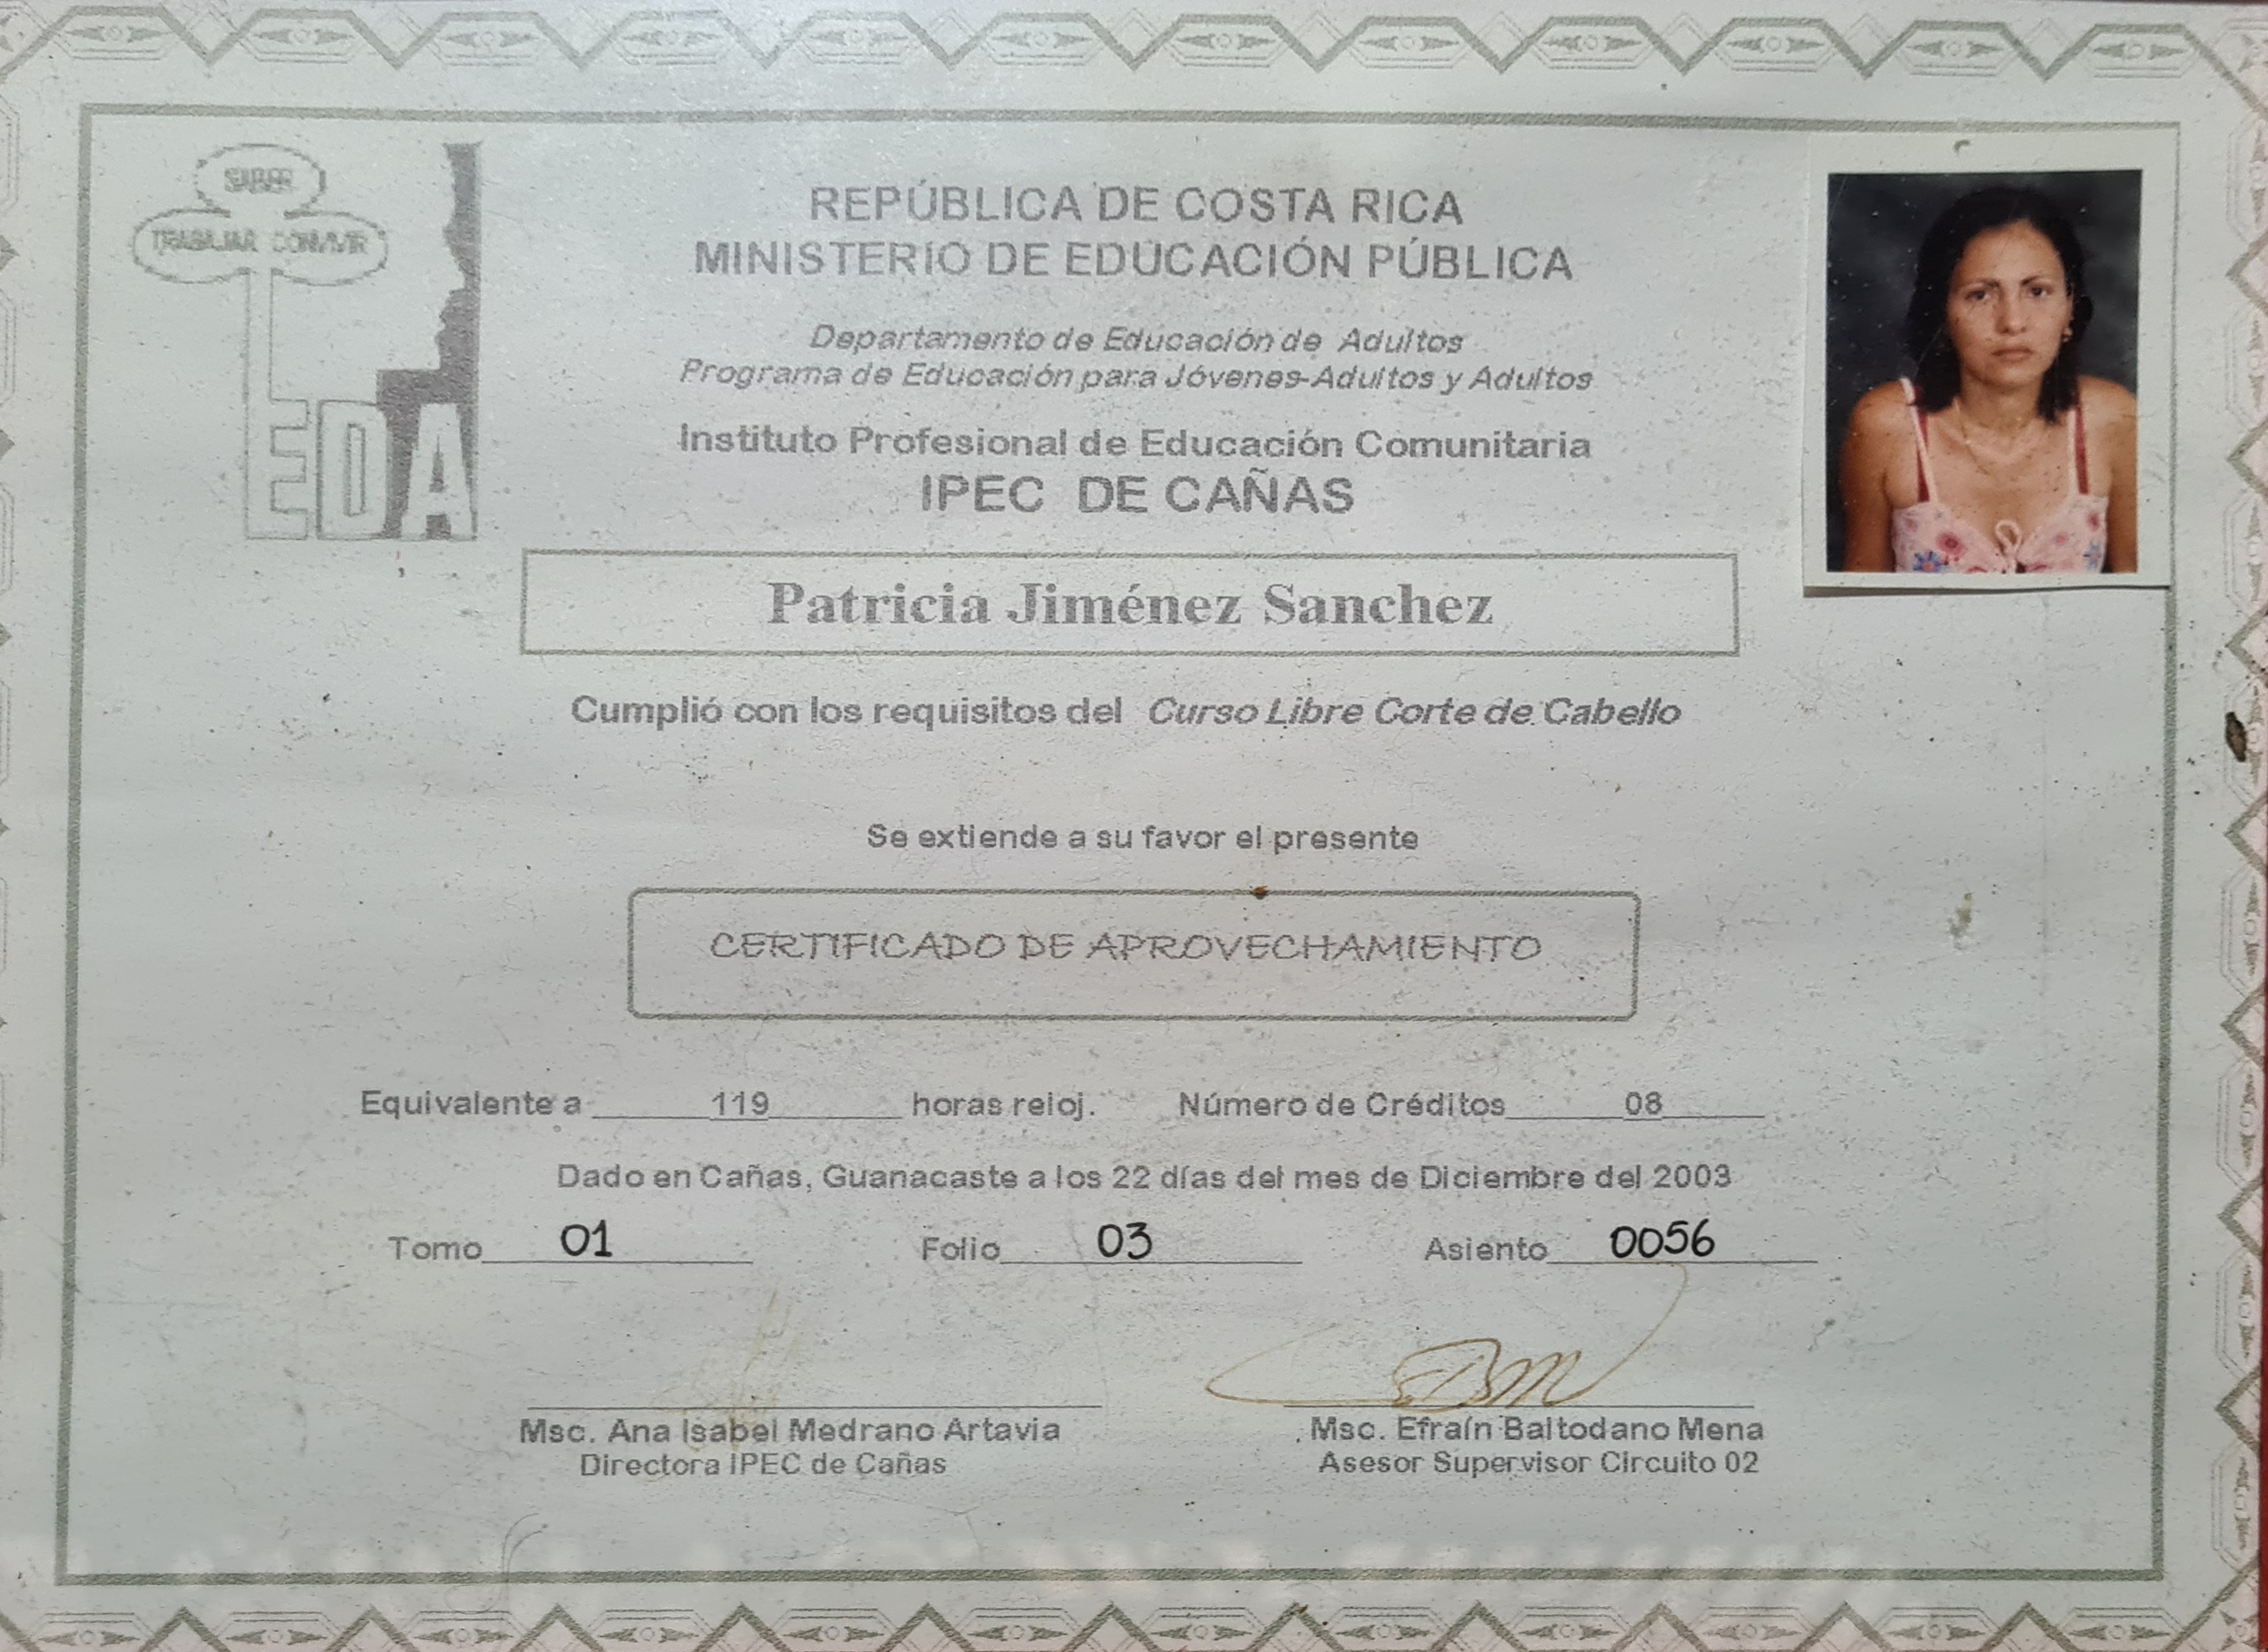 SABER
TRABAJAR CONVIVIR
EDA
REPÚBLICA DE COSTA RICA
MINISTERIO DE EDUCACIÓN PÚBLICA
Departamento de Educación de Adultos
Programa de Educación para Jóvenes-Adultos y Adultos
Instituto Profesional de Educación Comunitaria
IPEC DE CAÑAS
Patricia Jiménez Sanchez
Cumplió con los requisitos del Curso Libre Corte de Cabello
Se extiende a su favor el presente
CERTIFICADO DE APROVECHAMIENTO
Equivalente a 119 horas reloj. Número de Créditos 08
Dado en Cañas, Guanacaste a los 22 días del mes de Diciembre del 2003
Tomo 01 Folio 03 Asiento 0056
Msc. Ana Isabel Medrano Artavia Msc. Efraín Baltodano Mena
Directora IPEC de Cañas Asesor Supervisor Circuito 02